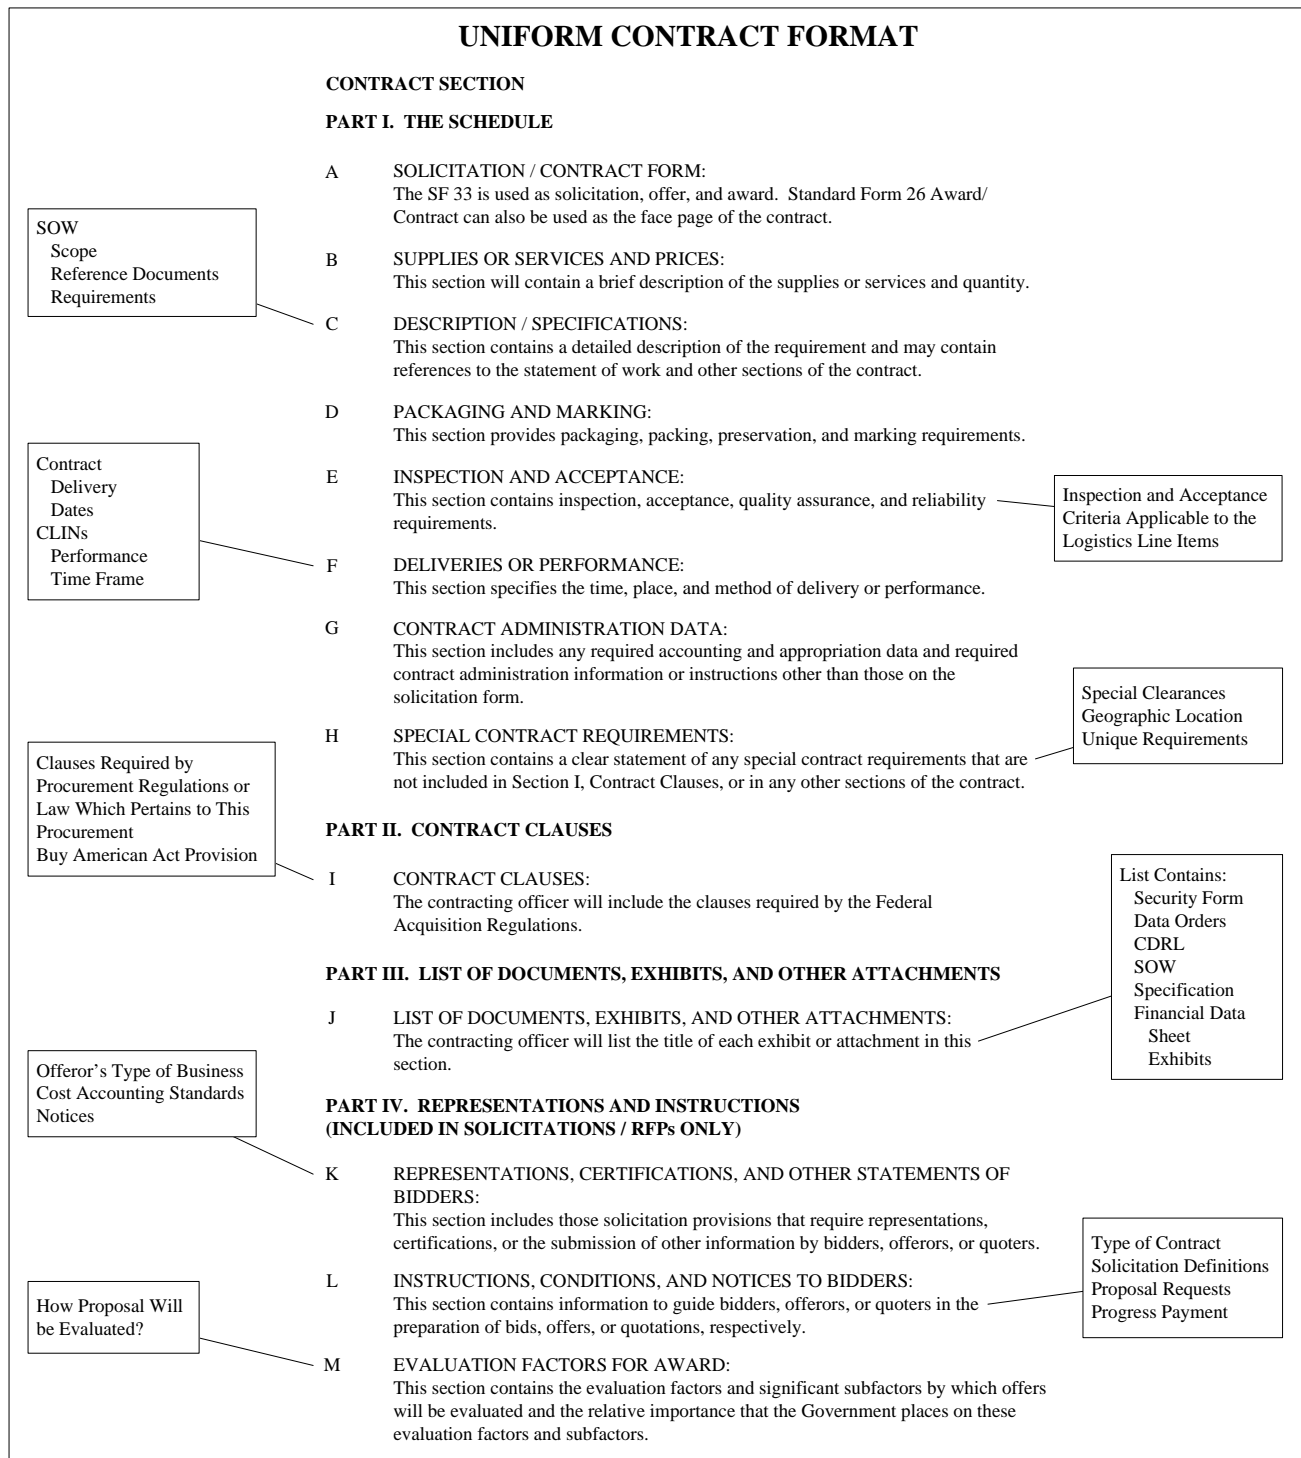 UNIFORM CONTRACT FORMAT
CONTRACT SECTION
PART I. THE SCHEDULE
A SOLICITATION / CONTRACT FORM:
The SF 33 is used as solicitation, offer, and award. Standard Form 26 Award/
Contract can also be used as the face page of the contract.
SOW
Scope
Reference Documents
Requirements
B SUPPLIES OR SERVICES AND PRICES:
This section will contain a brief description of the supplies or services and quantity.
C DESCRIPTION / SPECIFICATIONS:
This section contains a detailed description of the requirement and may contain
references to the statement of work and other sections of the contract.
D PACKAGING AND MARKING:
This section provides packaging, packing, preservation, and marking requirements.
Contract
Delivery
Dates
CLINs
Performance
Time Frame
E INSPECTION AND ACCEPTANCE:
This section contains inspection, acceptance, quality assurance, and reliability
requirements.
Inspection and Acceptance
Criteria Applicable to the
Logistics Line Items
F DELIVERIES OR PERFORMANCE:
This section specifies the time, place, and method of delivery or performance.
G CONTRACT ADMINISTRATION DATA:
This section includes any required accounting and appropriation data and required
contract administration information or instructions other than those on the
solicitation form.
Special Clearances
Geographic Location
Unique Requirements
H SPECIAL CONTRACT REQUIREMENTS:
This section contains a clear statement of any special contract requirements that are
not included in Section I, Contract Clauses, or in any other sections of the contract.
Clauses Required by
Procurement Regulations or
Law Which Pertains to This
Procurement
Buy American Act Provision
PART II. CONTRACT CLAUSES
I CONTRACT CLAUSES:
The contracting officer will include the clauses required by the Federal
Acquisition Regulations.
List Contains:
Security Form
Data Orders
CDRL
SOW
Specification
Financial Data
Sheet
Exhibits
PART III. LIST OF DOCUMENTS, EXHIBITS, AND OTHER ATTACHMENTS
J LIST OF DOCUMENTS, EXHIBITS, AND OTHER ATTACHMENTS:
The contracting officer will list the title of each exhibit or attachment in this
section.
Offeror’s Type of Business
Cost Accounting Standards
Notices
PART IV. REPRESENTATIONS AND INSTRUCTIONS
(INCLUDED IN SOLICITATIONS / RFPs ONLY)
K REPRESENTATIONS, CERTIFICATIONS, AND OTHER STATEMENTS OF
BIDDERS:
This section includes those solicitation provisions that require representations,
certifications, or the submission of other information by bidders, offerors, or quoters.
Type of Contract
Solicitation Definitions
Proposal Requests
Progress Payment
L INSTRUCTIONS, CONDITIONS, AND NOTICES TO BIDDERS:
This section contains information to guide bidders, offerors, or quoters in the
preparation of bids, offers, or quotations, respectively.
How Proposal Will
be Evaluated?
M EVALUATION FACTORS FOR AWARD:
This section contains the evaluation factors and significant subfactors by which offers
will be evaluated and the relative importance that the Government places on these
evaluation factors and subfactors.